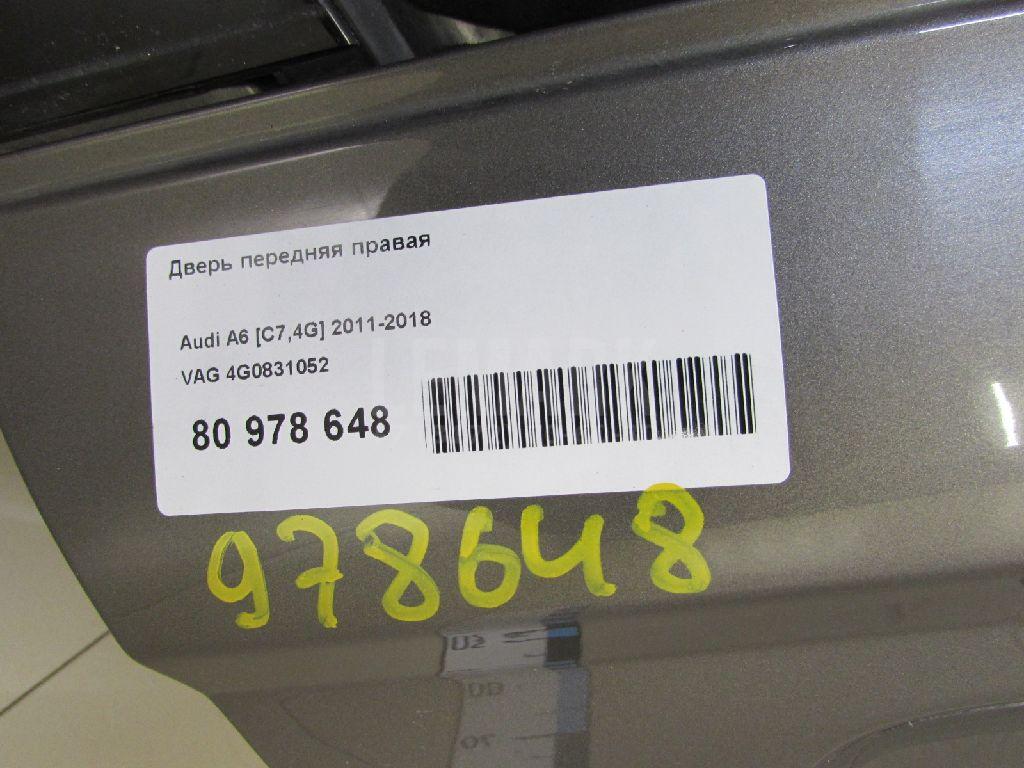 Дверь передняя правая
Audi A6 [C7,4G] 2011-2018
VAG 4G0831052
80 978 648
978648